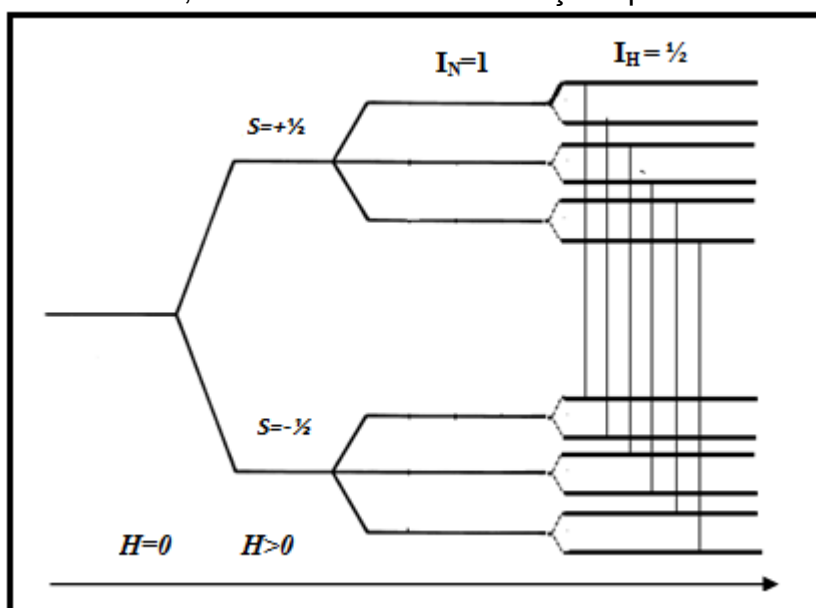 I_N=1
I_H = ½
S=+½
S=-½
H=0
H>0